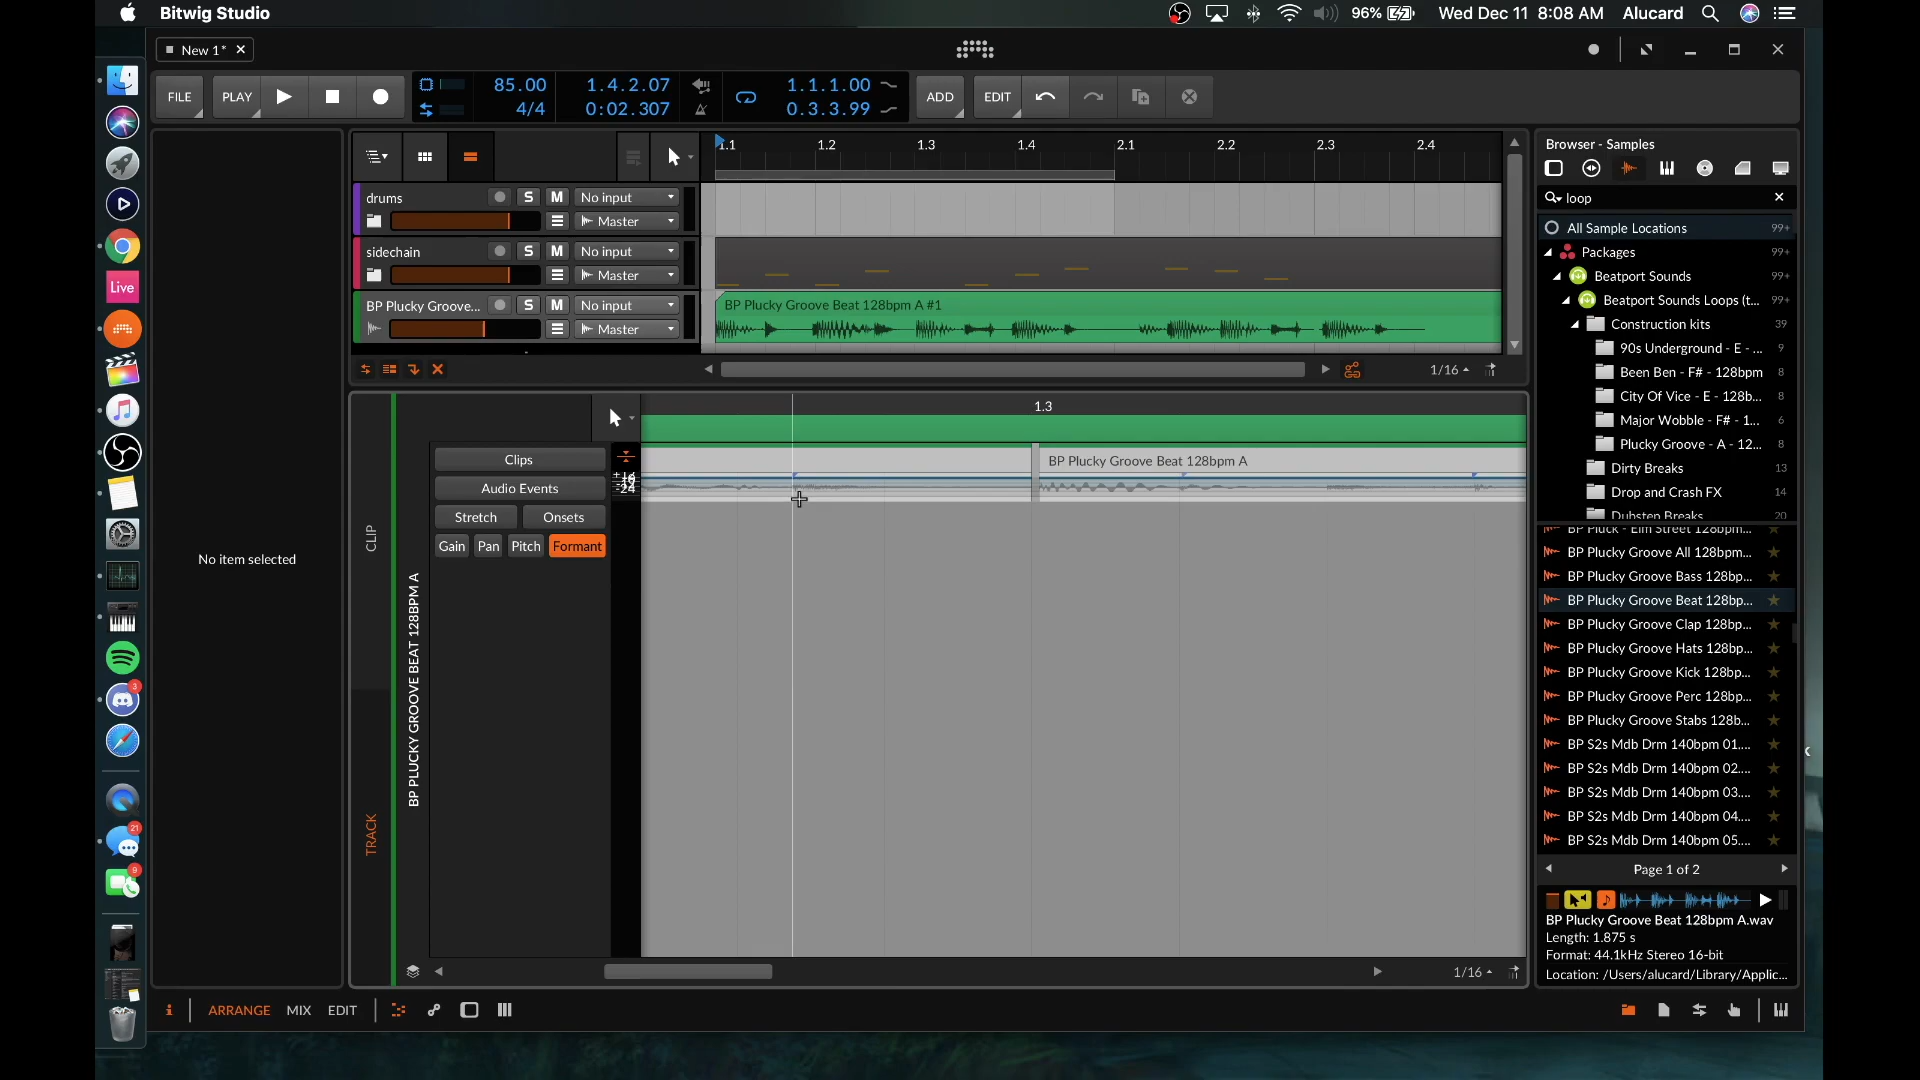 Bitwig Studio
96%
Wed Dec 11 8:08 AM Alucard
New 1*
FILE
PLAY
85.00
4/4
1.4.2.07
0:02.307
1.1.1.00
0.3.3.99
ADD
EDIT
1.1
1.2
1.3
1.4
2.1
2.2
2.3
2.4
drums
S
M
No input
Master
sidechain
S
M
No input
Master
BP Plucky Groove...
S
M
No input
Master
BP Plucky Groove Beat 128bpm A #1
1/16
CLIP
TRACK
BP PLUCKY GROOVE BEAT 128BPM A
Clips
Audio Events
Stretch
Onsets
Gain
Pan
Pitch
Formant
-24
1.3
BP Plucky Groove Beat 128bpm A
1/16
No item selected
Live
3
21
9
i
ARRANGE
MIX
EDIT
Browser - Samples
loop
All Sample Locations 99+
Packages 99+
Beatport Sounds 99+
Beatport Sounds Loops (t... 99+
Construction kits 39
90s Underground - E - ... 9
Been Ben - F# - 128bpm 8
City Of Vice - E - 128b... 8
Major Wobble - F# - 1... 6
Plucky Groove - A - 12... 8
Dirty Breaks 13
Drop and Crash FX 14
Dubstep Breaks 20
BP Pluck - Elm Street 128bpm...
BP Plucky Groove All 128bpm...
BP Plucky Groove Bass 128bp...
BP Plucky Groove Beat 128bp...
BP Plucky Groove Clap 128bp...
BP Plucky Groove Hats 128bp...
BP Plucky Groove Kick 128bp...
BP Plucky Groove Perc 128bp...
BP Plucky Groove Stabs 128b...
BP S2s Mdb Drm 140bpm 01....
BP S2s Mdb Drm 140bpm 02....
BP S2s Mdb Drm 140bpm 03....
BP S2s Mdb Drm 140bpm 04....
BP S2s Mdb Drm 140bpm 05....
Page 1 of 2
BP Plucky Groove Beat 128bpm A.wav
Length: 1.875 s
Format: 44.1kHz Stereo 16-bit
Location: /Users/alucard/Library/Applic...